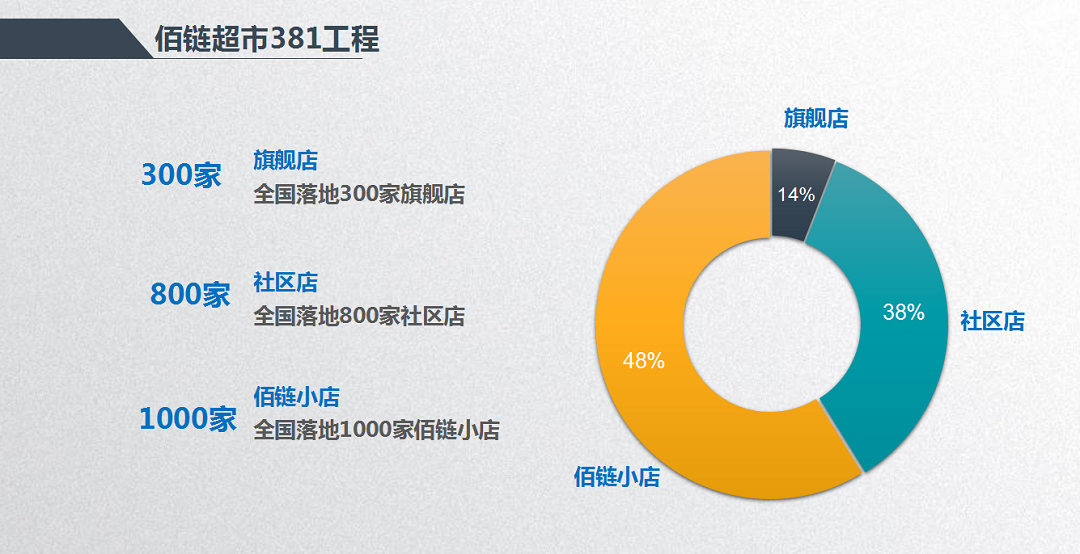 佰链超市381工程
300家
旗舰店
全国落地300家旗舰店
800家
社区店
全国落地800家社区店
1000家
佰链小店
全国落地1000家佰链小店
旗舰店
14%
38%
社区店
48%
佰链小店